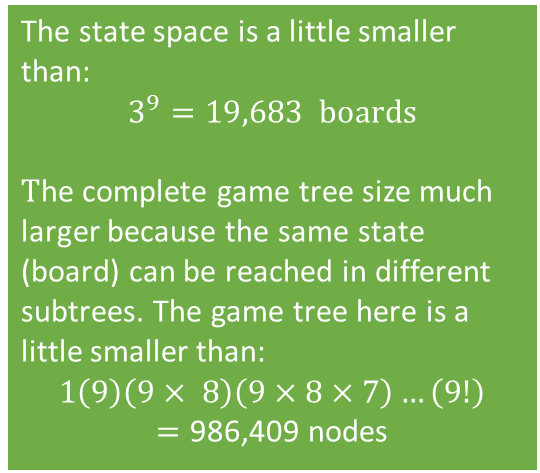 The state space is a little smaller
than:
3⁹ = 19,683 boards
The complete game tree size much
larger because the same state
(board) can be reached in different
subtrees. The game tree here is a
little smaller than:
1(9)(9 × 8)(9 × 8 × 7) … (9!)
= 986,409 nodes